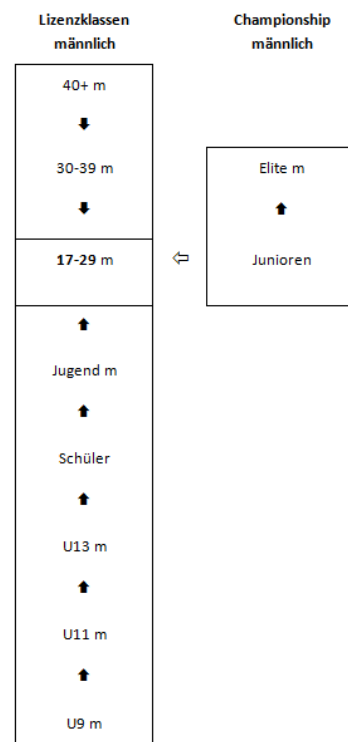 Lizenzklassen
männlich
40+ m
30-39 m
17-29 m
Jugend m
Schüler
U13 m
U11 m
U9 m
Championship
männlich
Elite m
Junioren